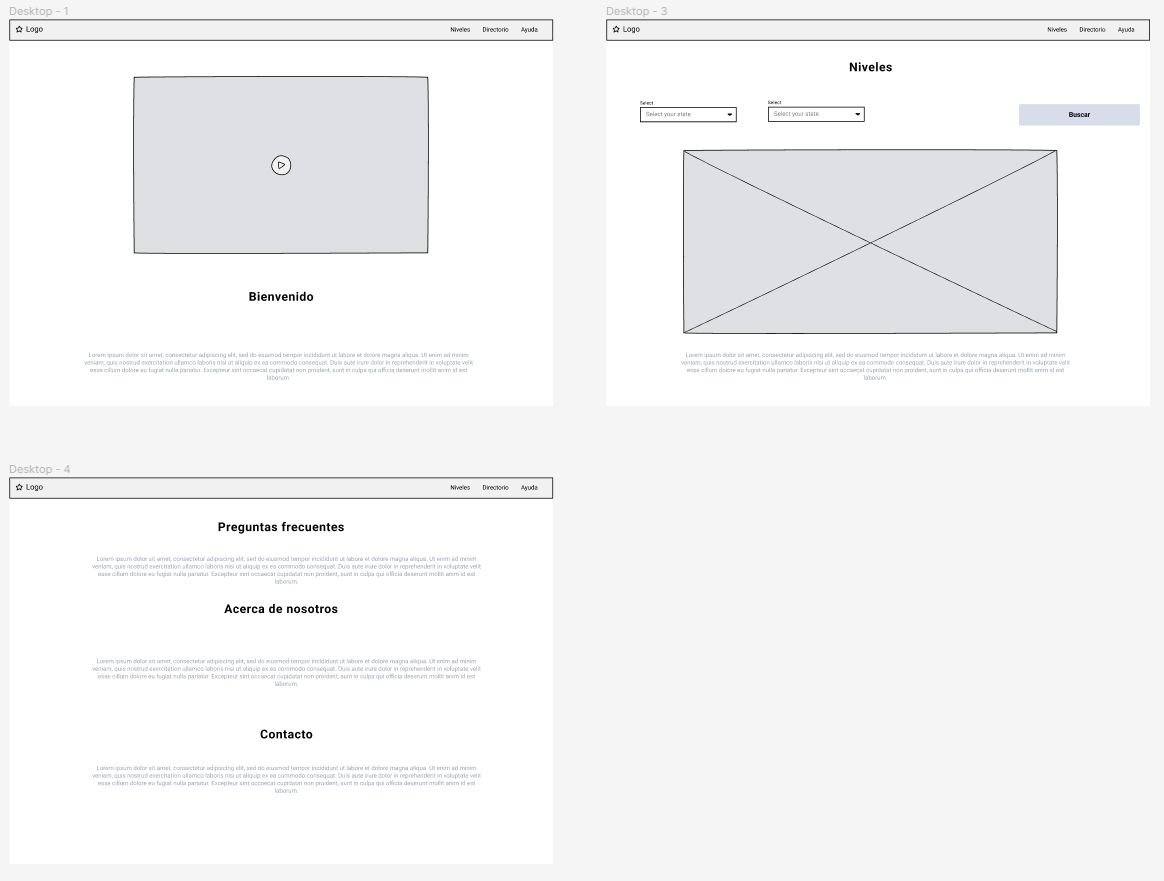 Desktop - 1
Logo
Niveles Directorio Ayuda
Bienvenido
Lorem ipsum dolor sit amet, consectetur adipiscing elit, sed do eiusmod tempor incididunt ut labore et dolore magna aliqua. Ut enim ad minim
veniam, quis nostrud exercitation ullamco laboris nisi ut aliquip ex ea commodo consequat. Duis aute irure dolor in reprehenderit in voluptate velit
esse cillum dolore eu fugiat nulla pariatur. Excepteur sint occaecat cupidatat non proident, sunt in culpa qui officia deserunt mollit anim id est
laborum.
Desktop - 3
Logo
Niveles Directorio Ayuda
Niveles
Select
Select your state
Select
Select your state
Buscar
Lorem ipsum dolor sit amet, consectetur adipiscing elit, sed do eiusmod tempor incididunt ut labore et dolore magna aliqua. Ut enim ad minim
veniam, quis nostrud exercitation ullamco laboris nisi ut aliquip ex ea commodo consequat. Duis aute irure dolor in reprehenderit in voluptate velit
esse cillum dolore eu fugiat nulla pariatur. Excepteur sint occaecat cupidatat non proident, sunt in culpa qui officia deserunt mollit anim id est
laborum.
Desktop - 4
Logo
Niveles Directorio Ayuda
Preguntas frecuentes
Lorem ipsum dolor sit amet, consectetur adipiscing elit, sed do eiusmod tempor incididunt ut labore et dolore magna aliqua. Ut enim ad minim
veniam, quis nostrud exercitation ullamco laboris nisi ut aliquip ex ea commodo consequat. Duis aute irure dolor in reprehenderit in voluptate velit
esse cillum dolore eu fugiat nulla pariatur. Excepteur sint occaecat cupidatat non proident, sunt in culpa qui officia deserunt mollit anim id est
laborum.
Acerca de nosotros
Lorem ipsum dolor sit amet, consectetur adipiscing elit, sed do eiusmod tempor incididunt ut labore et dolore magna aliqua. Ut enim ad minim
veniam, quis nostrud exercitation ullamco laboris nisi ut aliquip ex ea commodo consequat. Duis aute irure dolor in reprehenderit in voluptate velit
esse cillum dolore eu fugiat nulla pariatur. Excepteur sint occaecat cupidatat non proident, sunt in culpa qui officia deserunt mollit anim id est
laborum.
Contacto
Lorem ipsum dolor sit amet, consectetur adipiscing elit, sed do eiusmod tempor incididunt ut labore et dolore magna aliqua. Ut enim ad minim
veniam, quis nostrud exercitation ullamco laboris nisi ut aliquip ex ea commodo consequat. Duis aute irure dolor in reprehenderit in voluptate velit
esse cillum dolore eu fugiat nulla pariatur. Excepteur sint occaecat cupidatat non proident, sunt in culpa qui officia deserunt mollit anim id est
laborum.